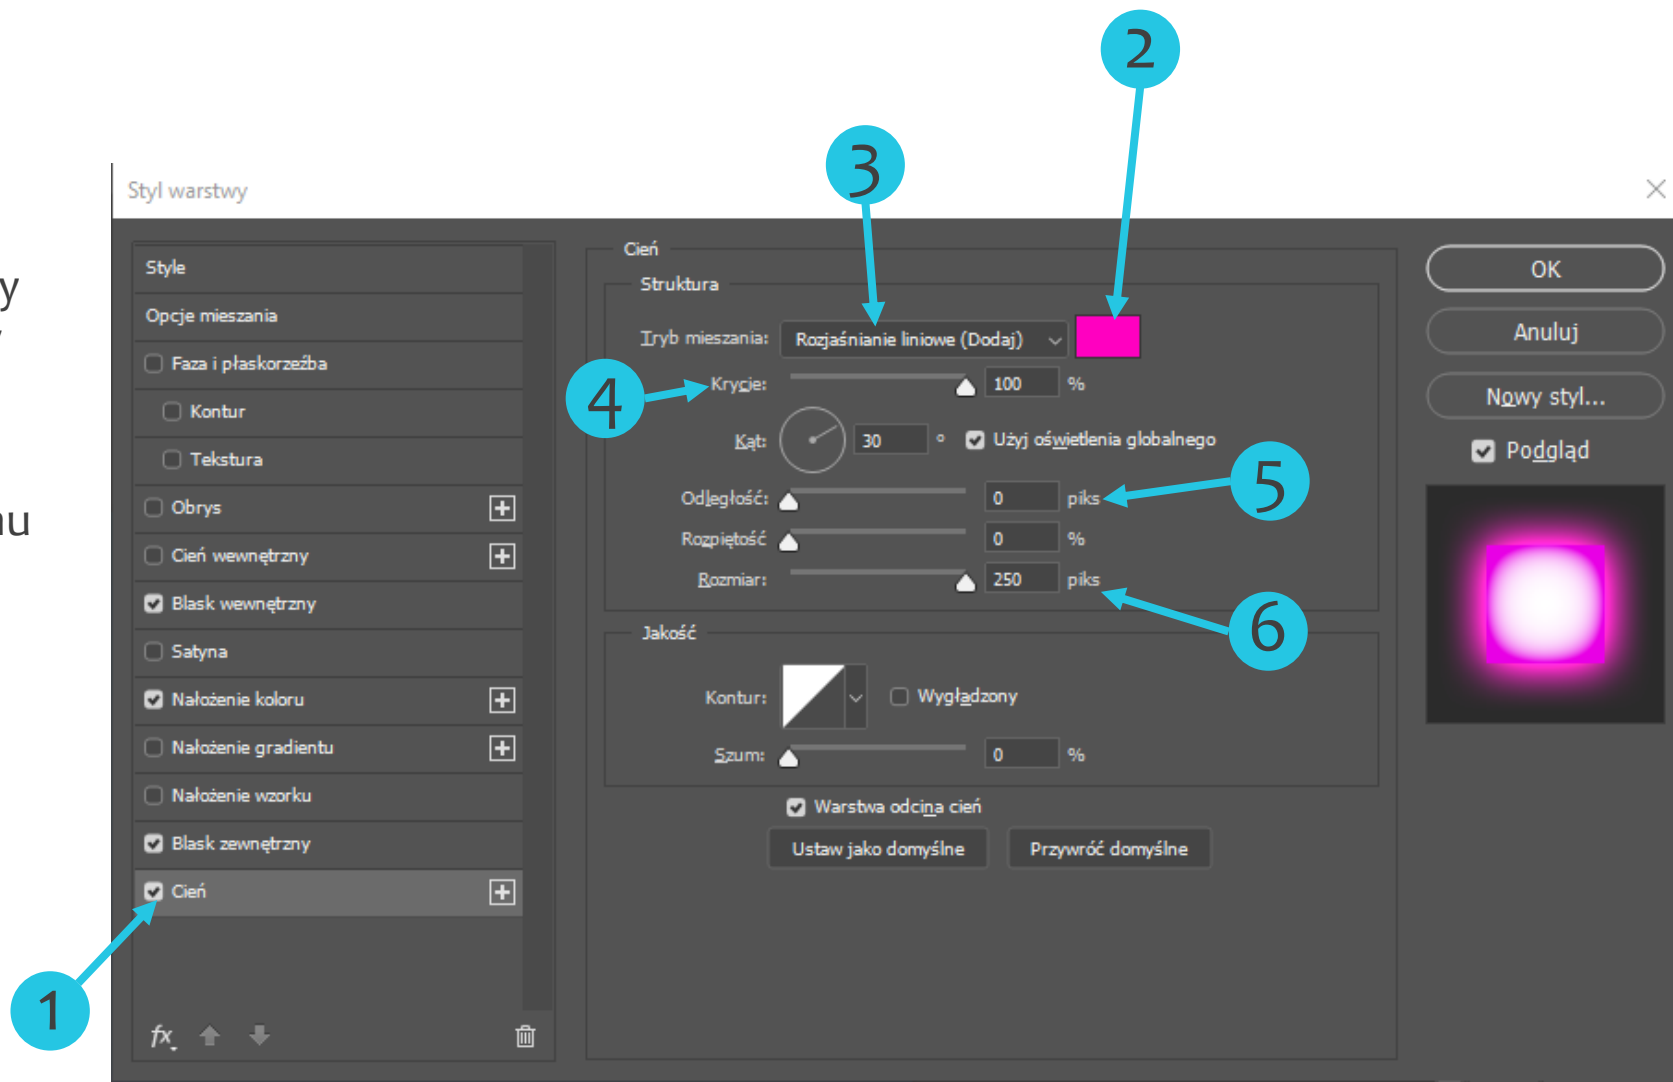 2
3
Styl warstwy
y
nu
Style
Opcje mieszania
Faza i płaskorzeźba
Kontur
Tekstura
Obrys
Cień wewnętrzny
Blask wewnętrzny
Satyna
Nałożenie koloru
Nałożenie gradientu
Nałożenie wzorku
Blask zewnętrzny
Cień
1
fx
Cień
Struktura
Tryb mieszania: Rozjaśnianie liniowe (Dodaj)
4
Krycie: 100 %
Kąt: 30 ° Użyj oświetlenia globalnego
5
Odległość: 0 piks
Rozpiętość 0 %
Rozmiar: 250 piks
6
Jakość
Kontur: Wygładzony
Szum: 0 %
Warstwa odcina cień
Ustaw jako domyślne Przywróć domyślne
OK
Anuluj
Nowy styl...
Podgląd